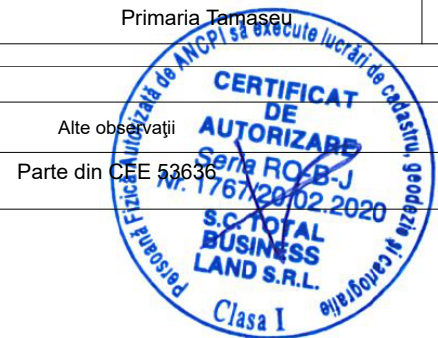 Primaria Tamaseu
Alte observaţii
Parte din CFE 53636
Persoană Fizică Autorizată de ANCPI să execute lucrări de cadastru, geodezie şi cartografie
CERTIFICAT
DE
AUTORIZARE
Seria RO-B-J
Nr. 1767/20.02.2020
S.C. TOTAL
BUSINESS
LAND S.R.L.
Clasa I